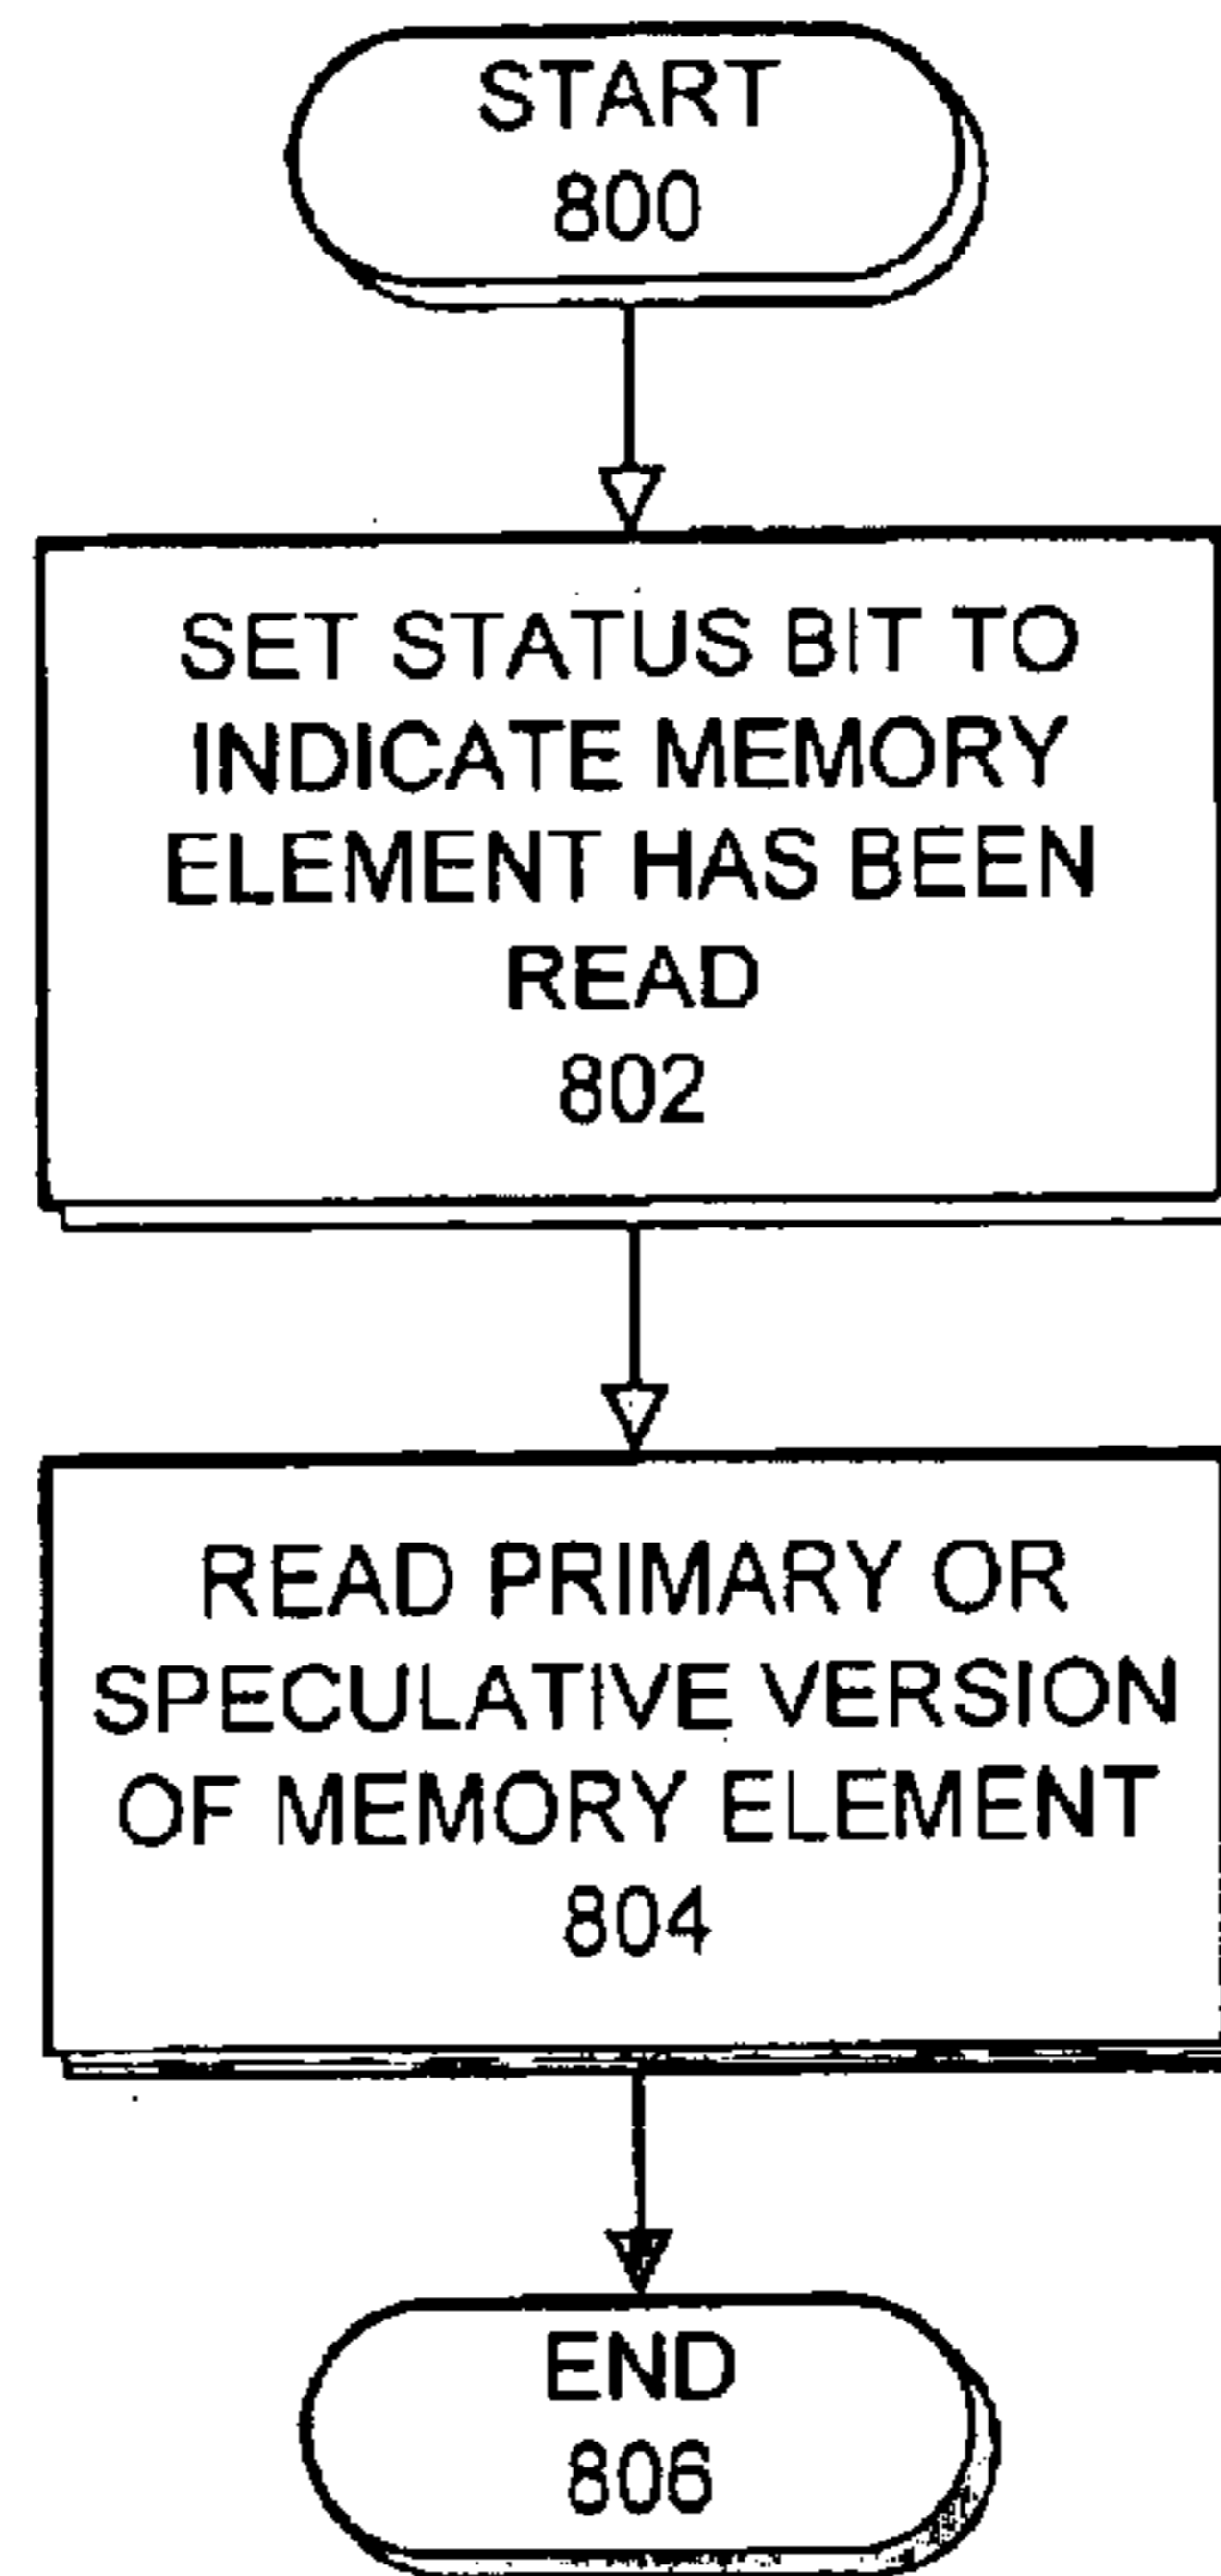 START
800
SET STATUS BIT TO
INDICATE MEMORY
ELEMENT HAS BEEN
READ
802
READ PRIMARY OR
SPECULATIVE VERSION
OF MEMORY ELEMENT
804
END
806